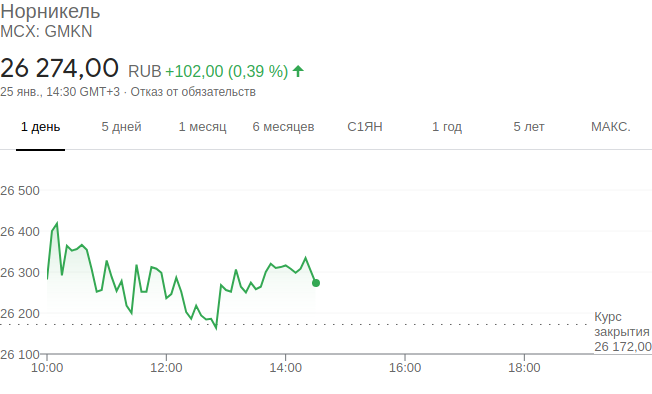 Норникель
MCX: GMKN
26 274,00 RUB +102,00 (0,39 %)
25 янв., 14:30 GMT+3 · Отказ от обязательств
1 день 5 дней 1 месяц 6 месяцев С1ЯН 1 год 5 лет МАКС.
26 500
26 400
26 300
26 200
Курс
закрытия
26 172,00
26 100
10:00 12:00 14:00 16:00 18:00